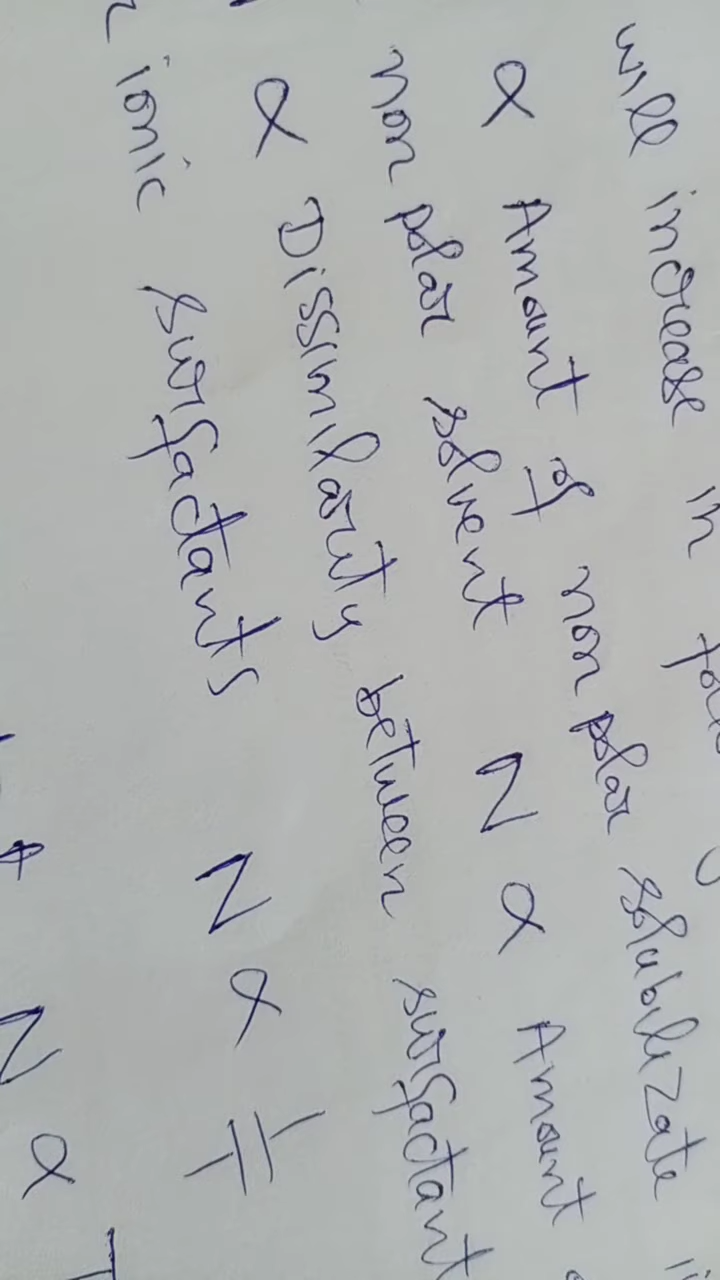 will increase in
α Amount of non polar solubilizate
non polar solvent N α Amount
α Dissimilarity between surfactant
ionic surfactants N α 1/T
N α T